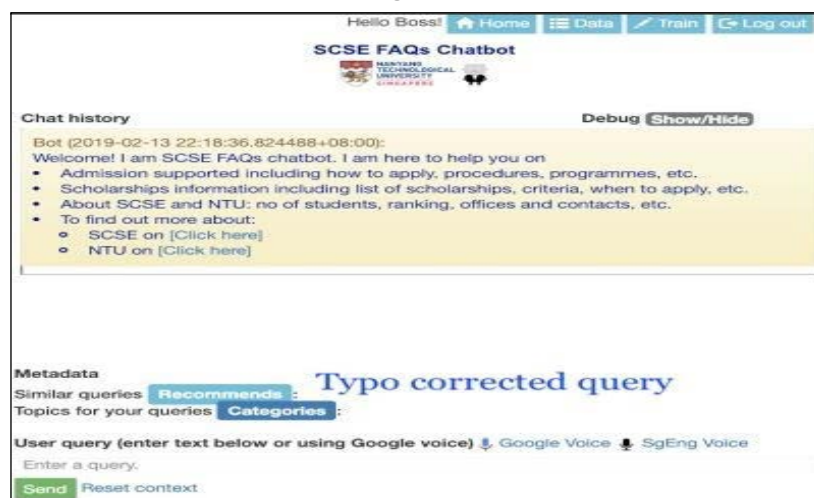 Hello Boss! Home Data Train Log out
SCSE FAQs Chatbot
NANYANG
TECHNOLOGICAL
UNIVERSITY
SINGAPORE
Chat history Debug Show/Hide
Bot (2019-02-13 22:18:36.824488+08:00):
Welcome! I am SCSE FAQs chatbot. I am here to help you on
• Admission supported including how to apply, procedures, programmes, etc.
• Scholarships information including list of scholarships, criteria, when to apply, etc.
• About SCSE and NTU: no of students, ranking, offices and contacts, etc.
• To find out more about:
o SCSE on [Click here]
o NTU on [Click here]
Metadata
Typo corrected query
Similar queries Recommends :
Topics for your queries Categories :
User query (enter text below or using Google voice) Google Voice SgEng Voice
Enter a query.
Send Reset context